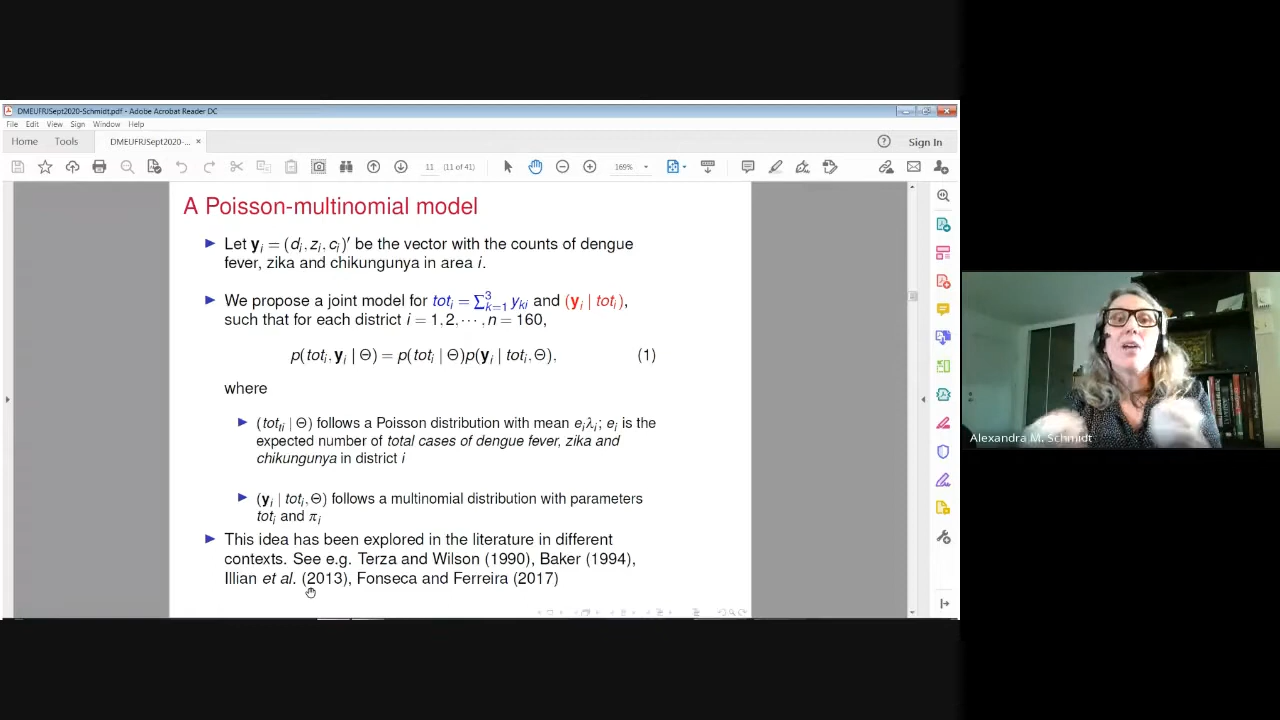 DMEUFRJSept2020-Schmidt.pdf - Adobe Acrobat Reader DC
File Edit View Sign Window Help
Home Tools DMEUFRJSept2020-... × Sign In
11 (11 of 41) 169%
A Poisson-multinomial model
Let yᵢ = (dᵢ, zᵢ, cᵢ)′ be the vector with the counts of dengue
fever, zika and chikungunya in area i.
We propose a joint model for totᵢ = ∑³ₖ₌₁ yₖᵢ and (yᵢ | totᵢ),
such that for each district i = 1, 2, ⋯ , n = 160,
p(totᵢ, yᵢ | Θ) = p(totᵢ | Θ)p(yᵢ | totᵢ, Θ), (1)
where
(totₜᵢ | Θ) follows a Poisson distribution with mean eᵢλᵢ; eᵢ is the
expected number of total cases of dengue fever, zika and
chikungunya in district i
(yᵢ | totᵢ, Θ) follows a multinomial distribution with parameters
totᵢ and πᵢ
This idea has been explored in the literature in different
contexts. See e.g. Terza and Wilson (1990), Baker (1994),
Illian et al. (2013), Fonseca and Ferreira (2017)
Alexandra M. Schmidt